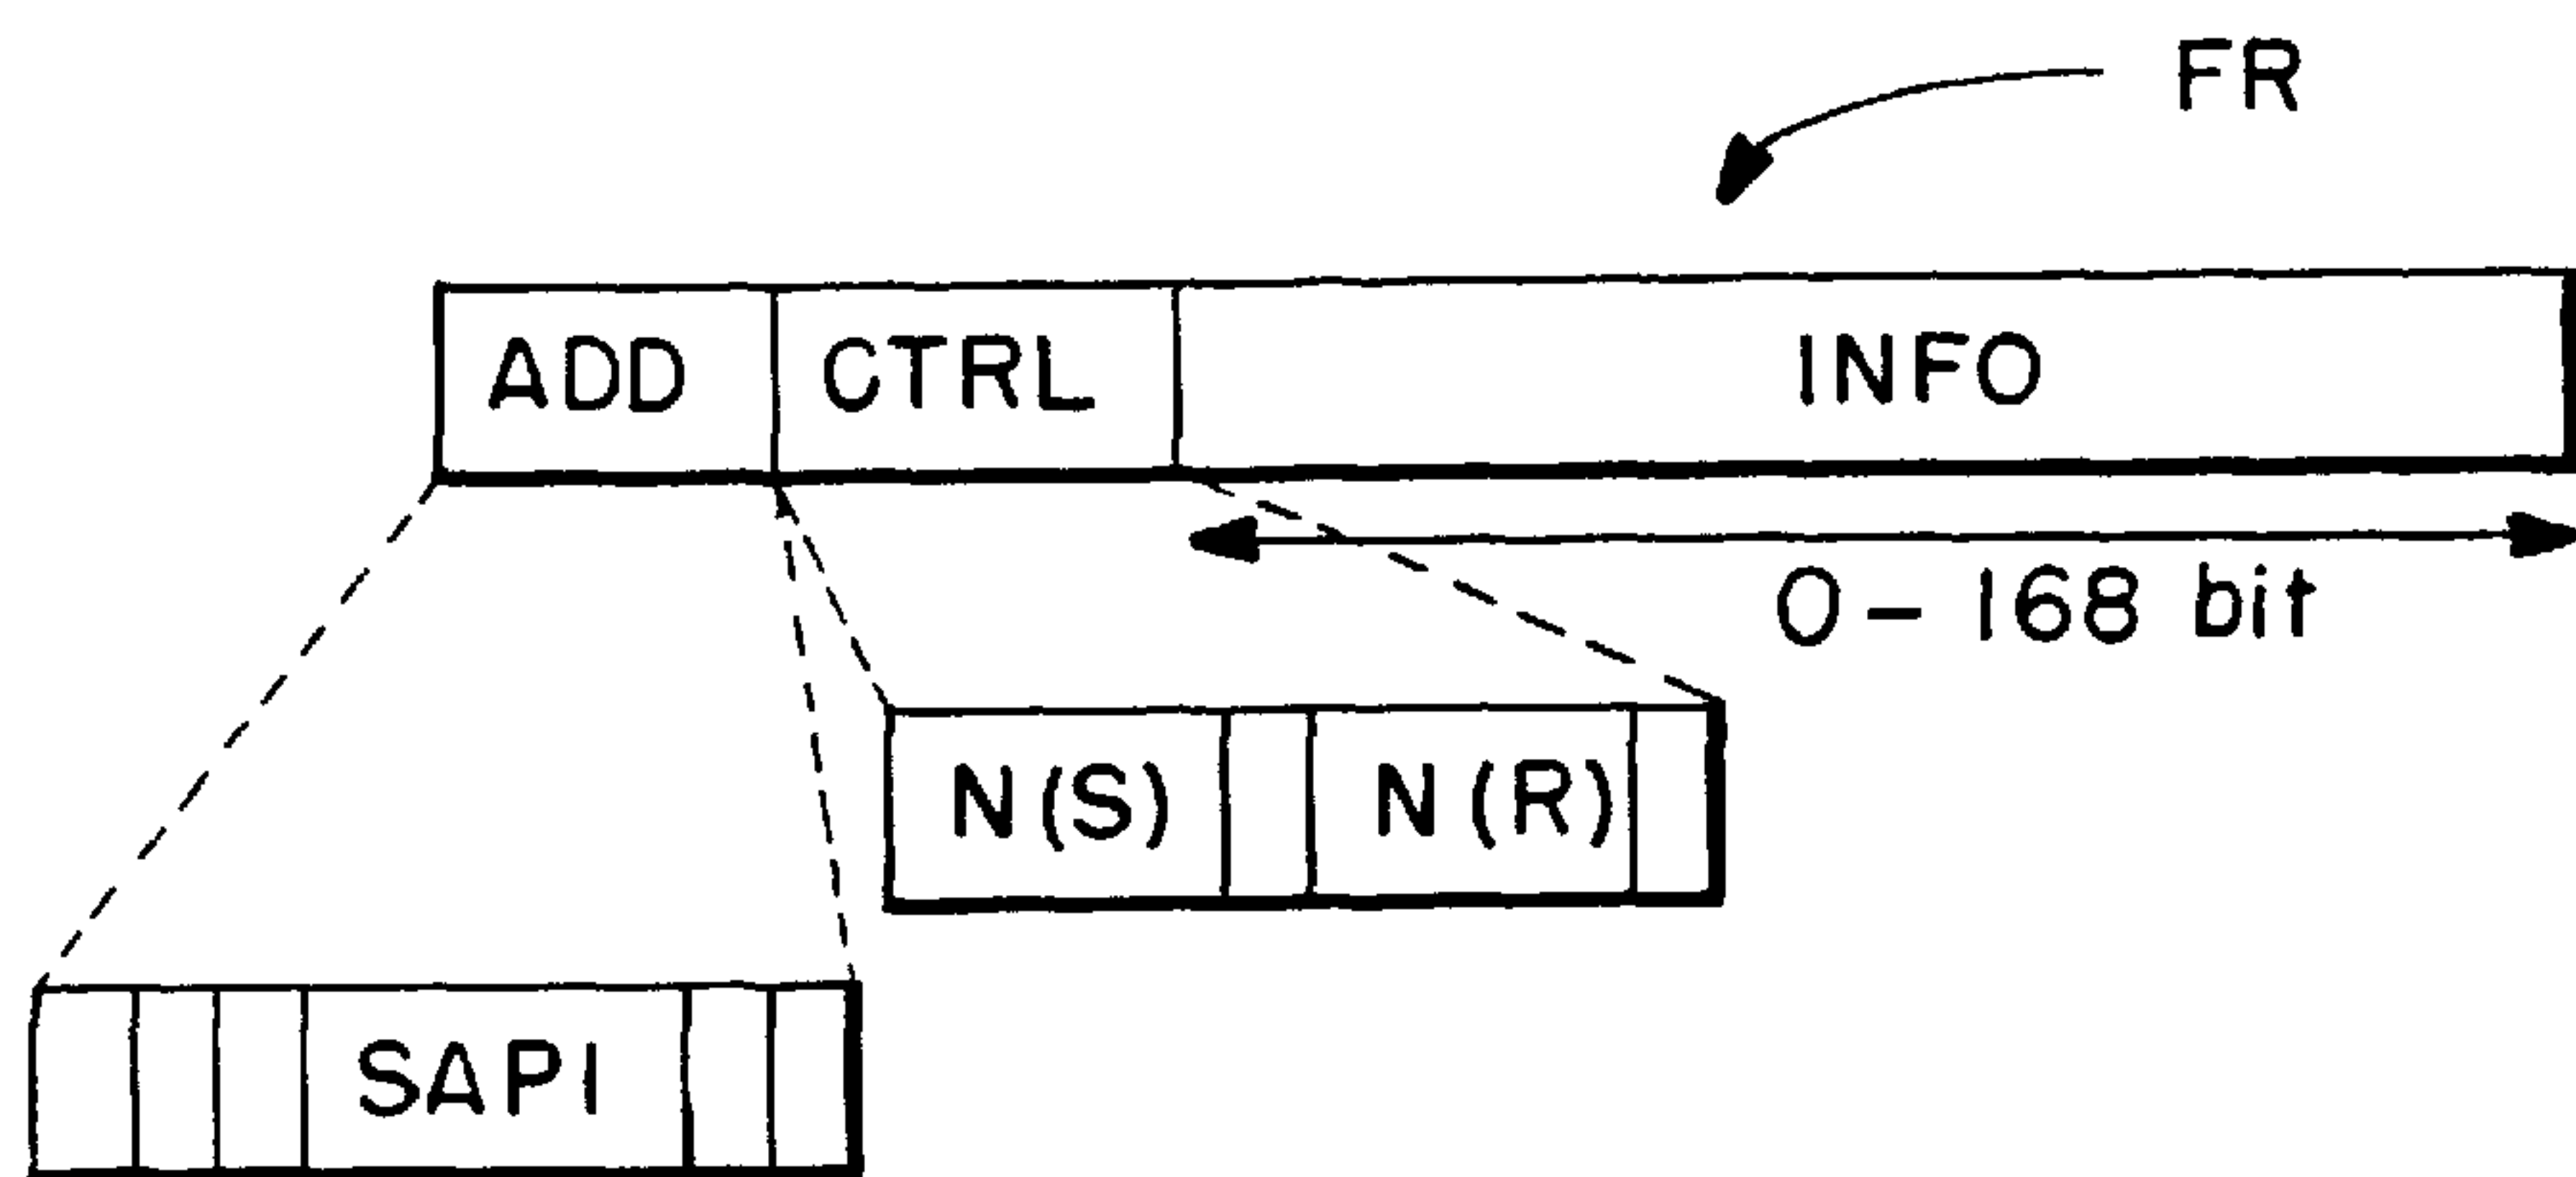 FR
ADD CTRL INFO
0 – 168 bit
N(S) N(R)
SAPI